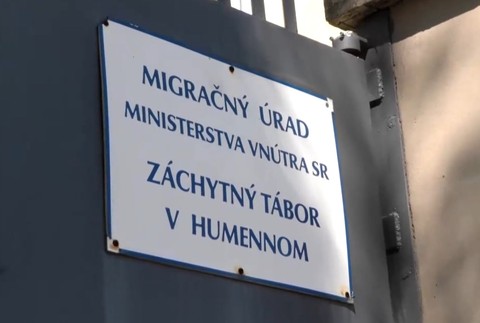 MIGRAČNÝ ÚRAD
MINISTERSTVA VNÚTRA SR
ZÁCHYTNÝ TÁBOR
V HUMENNOM